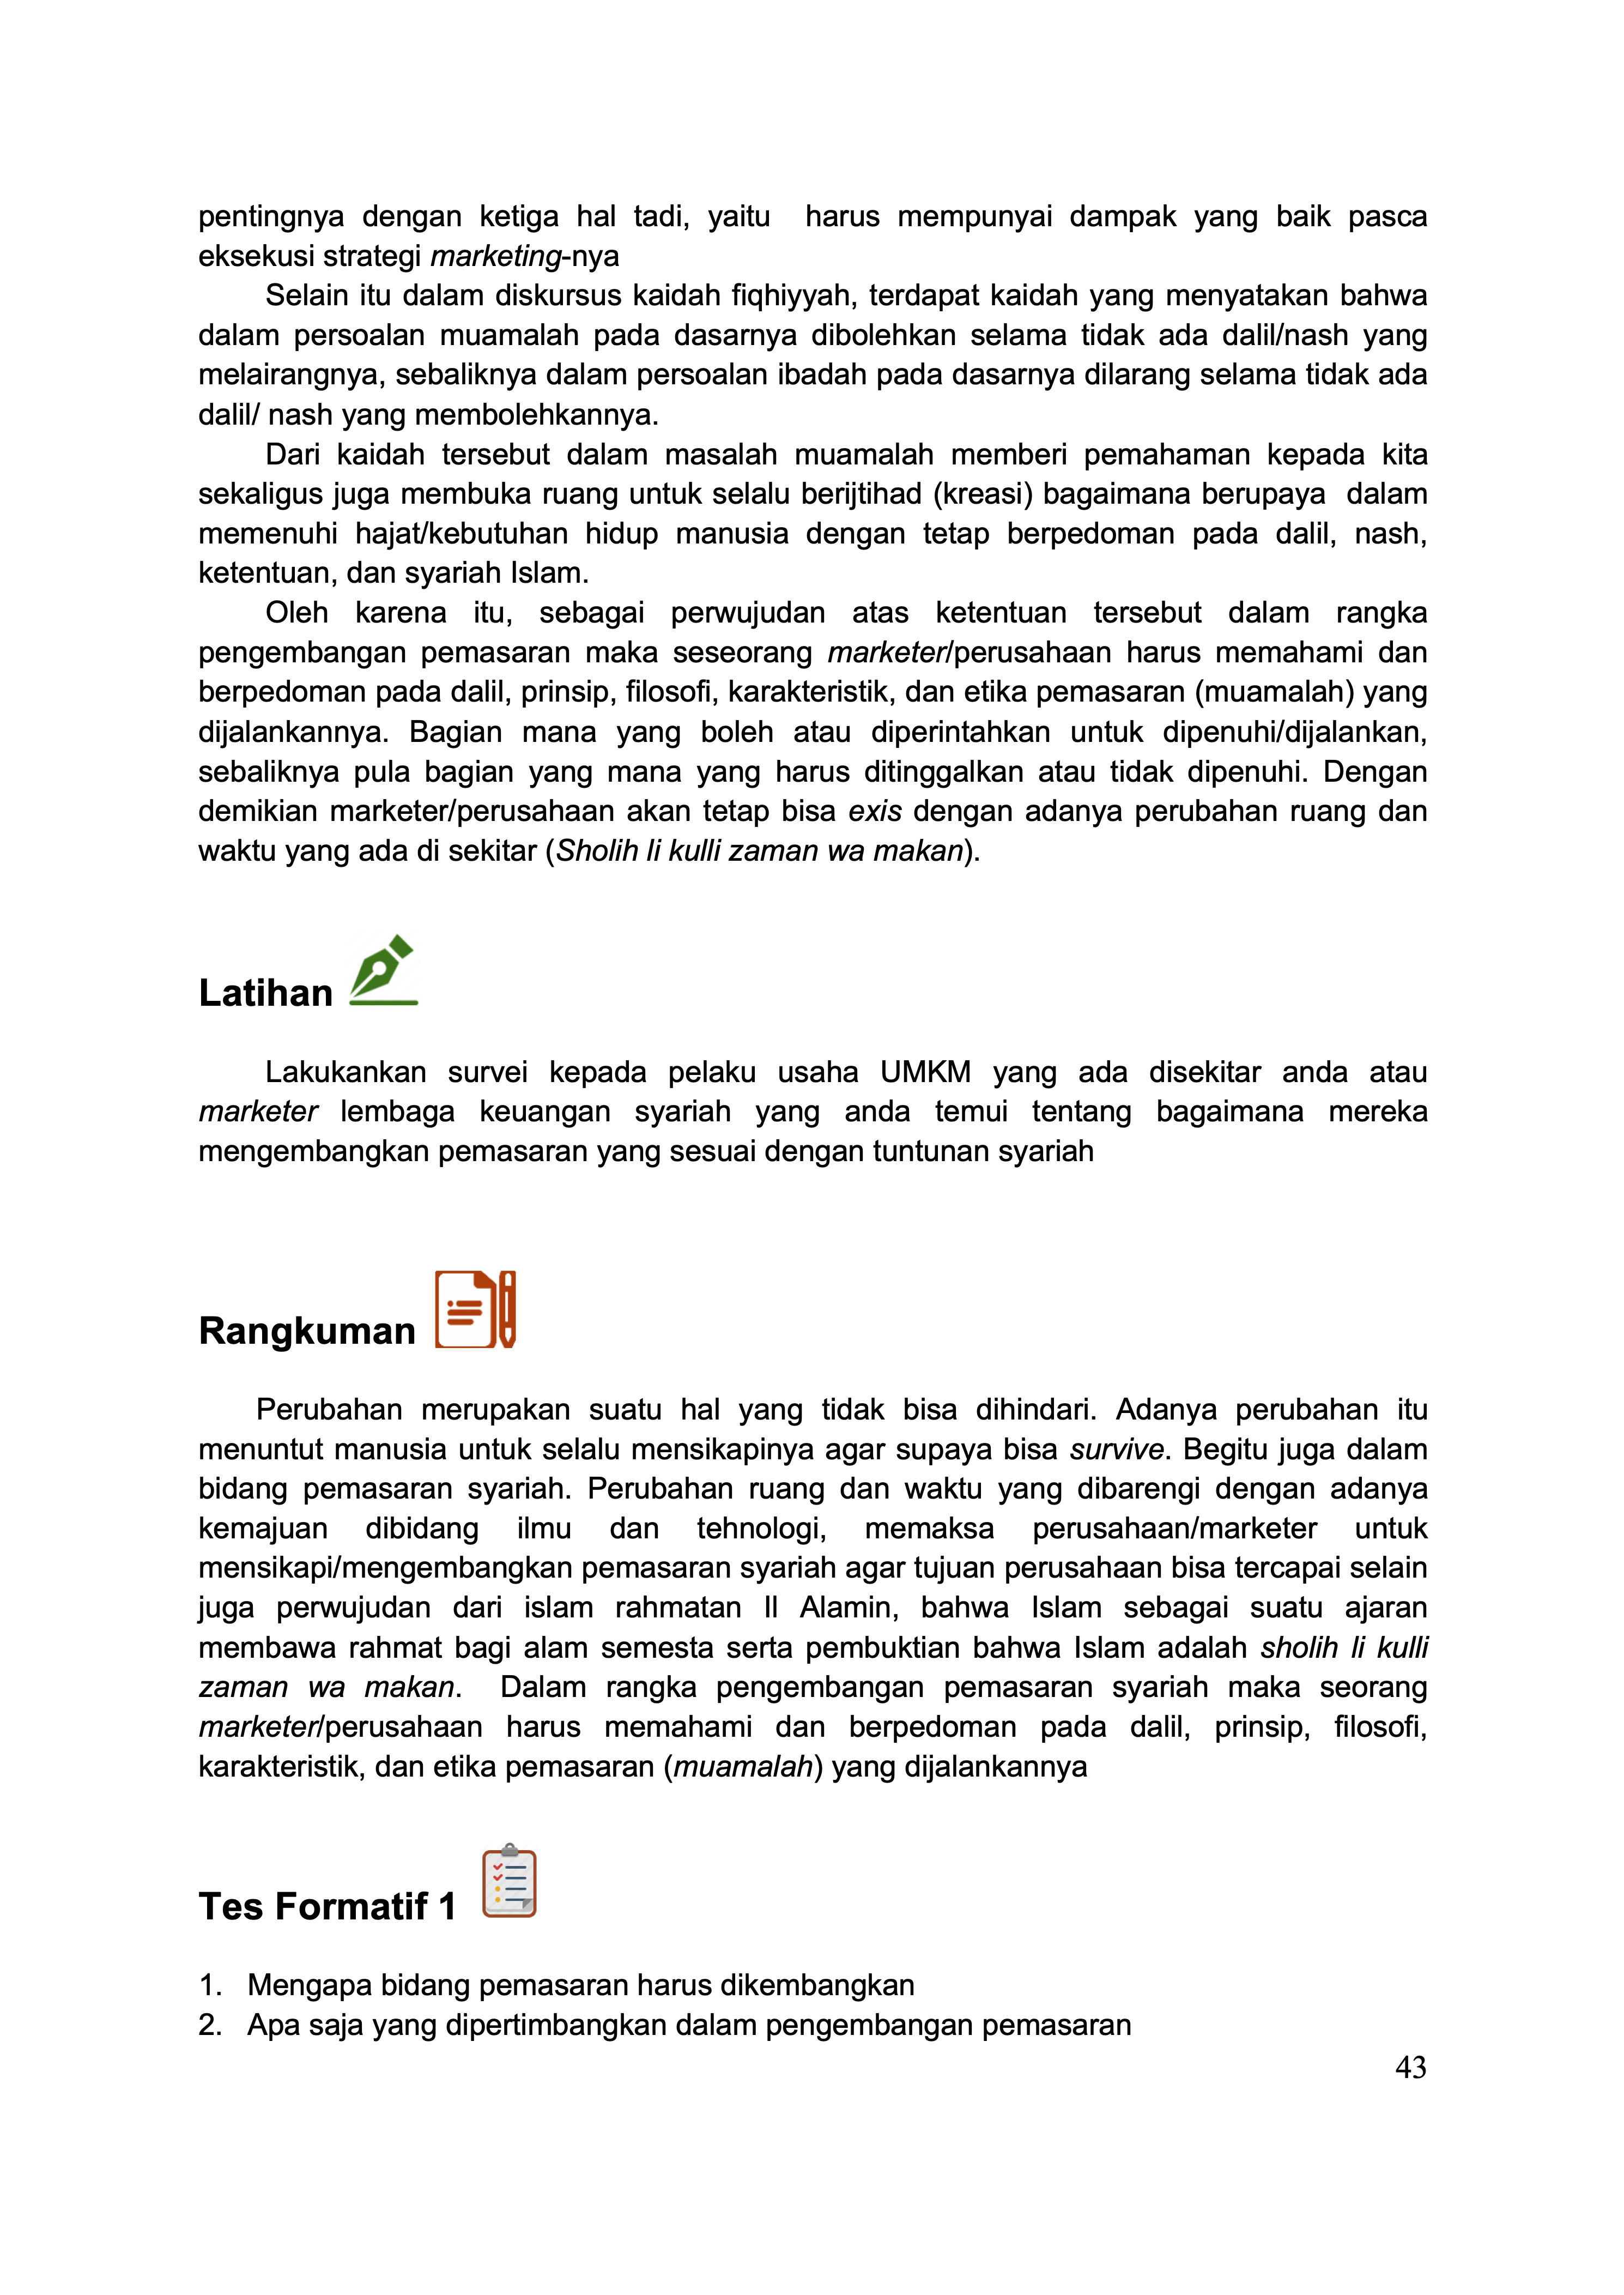 pentingnya dengan ketiga hal tadi, yaitu  harus mempunyai dampak yang baik pasca
eksekusi strategi marketing-nya
Selain itu dalam diskursus kaidah fiqhiyyah, terdapat kaidah yang menyatakan bahwa
dalam persoalan muamalah pada dasarnya dibolehkan selama tidak ada dalil/nash yang
melairangnya, sebaliknya dalam persoalan ibadah pada dasarnya dilarang selama tidak ada
dalil/ nash yang membolehkannya.
Dari kaidah tersebut dalam masalah muamalah memberi pemahaman kepada kita
sekaligus juga membuka ruang untuk selalu berijtihad (kreasi) bagaimana berupaya  dalam
memenuhi hajat/kebutuhan hidup manusia dengan tetap berpedoman pada dalil, nash,
ketentuan, dan syariah Islam.
Oleh karena itu, sebagai perwujudan atas ketentuan tersebut dalam rangka
pengembangan pemasaran maka seseorang marketer/perusahaan harus memahami dan
berpedoman pada dalil, prinsip, filosofi, karakteristik, dan etika pemasaran (muamalah) yang
dijalankannya. Bagian mana yang boleh atau diperintahkan untuk dipenuhi/dijalankan,
sebaliknya pula bagian yang mana yang harus ditinggalkan atau tidak dipenuhi. Dengan
demikian marketer/perusahaan akan tetap bisa exis dengan adanya perubahan ruang dan
waktu yang ada di sekitar (Sholih li kulli zaman wa makan).
Latihan
Lakukankan survei kepada pelaku usaha UMKM yang ada disekitar anda atau
marketer lembaga keuangan syariah yang anda temui tentang bagaimana mereka
mengembangkan pemasaran yang sesuai dengan tuntunan syariah
Rangkuman
Perubahan merupakan suatu hal yang tidak bisa dihindari. Adanya perubahan itu
menuntut manusia untuk selalu mensikapinya agar supaya bisa survive. Begitu juga dalam
bidang pemasaran syariah. Perubahan ruang dan waktu yang dibarengi dengan adanya
kemajuan dibidang ilmu dan tehnologi, memaksa perusahaan/marketer untuk
mensikapi/mengembangkan pemasaran syariah agar tujuan perusahaan bisa tercapai selain
juga perwujudan dari islam rahmatan lI Alamin, bahwa Islam sebagai suatu ajaran
membawa rahmat bagi alam semesta serta pembuktian bahwa Islam adalah sholih li kulli
zaman wa makan.  Dalam rangka pengembangan pemasaran syariah maka seorang
marketer/perusahaan harus memahami dan berpedoman pada dalil, prinsip, filosofi,
karakteristik, dan etika pemasaran (muamalah) yang dijalankannya
Tes Formatif 1
1. Mengapa bidang pemasaran harus dikembangkan
2. Apa saja yang dipertimbangkan dalam pengembangan pemasaran
43